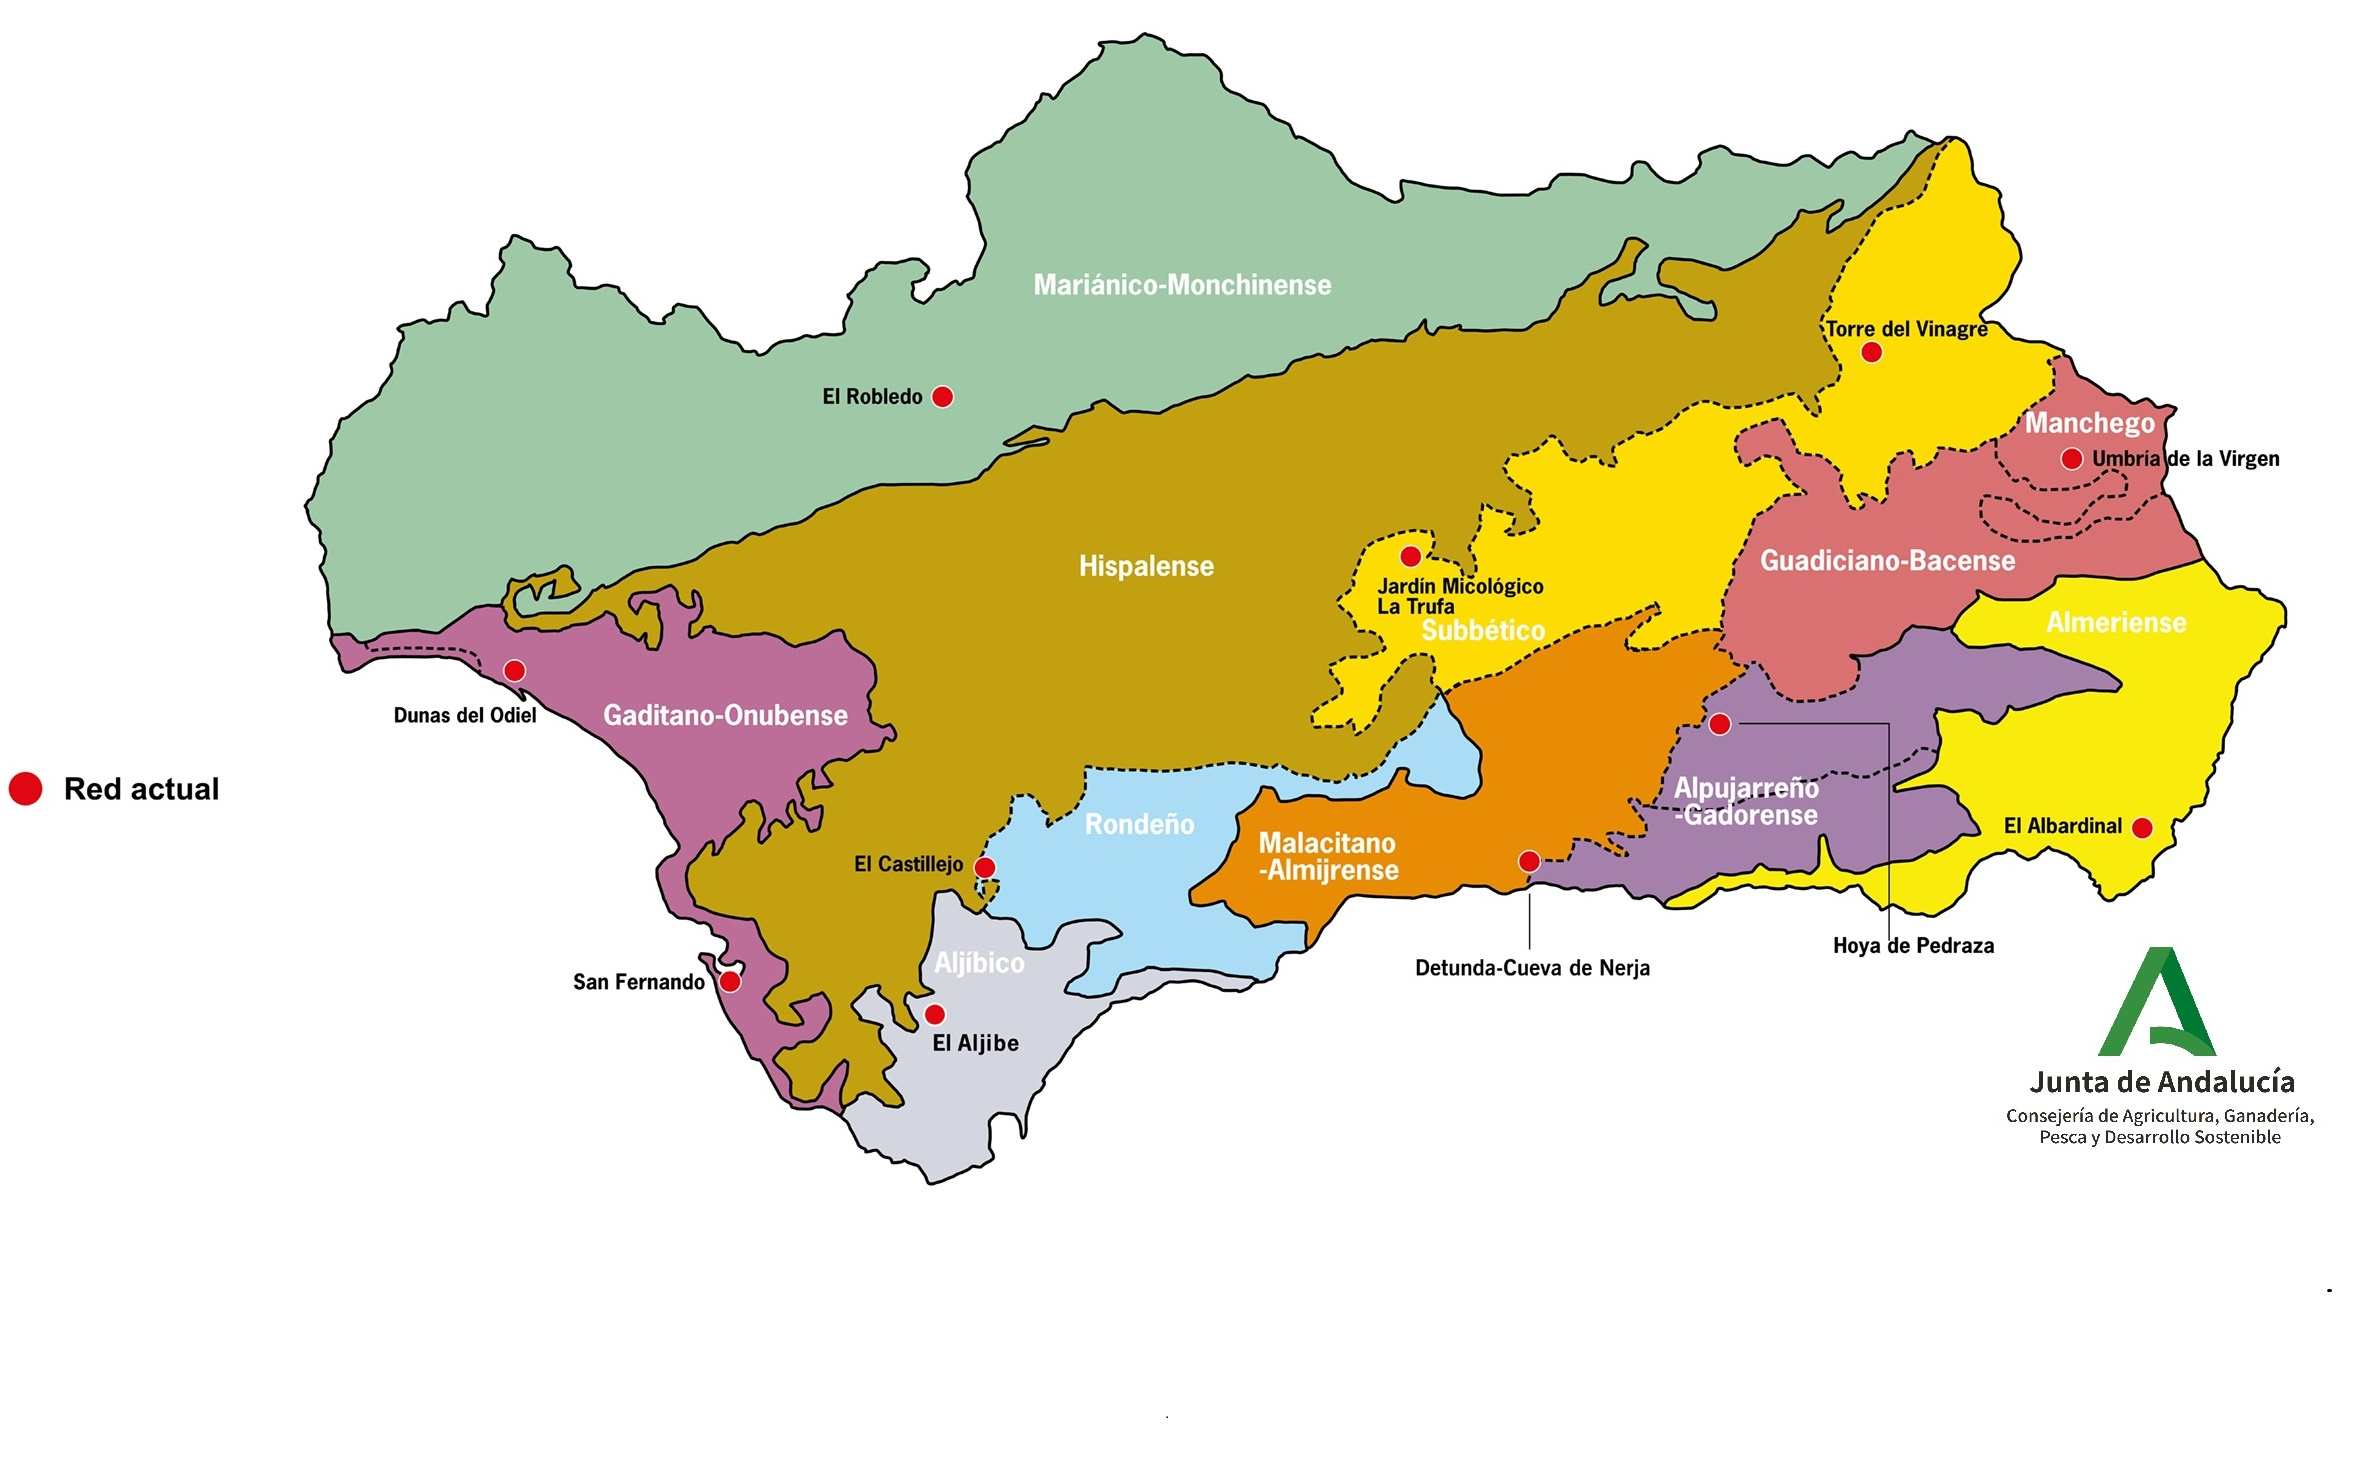 Mariánico-Monchinense
Torre del Vinagre
El Robledo
Manchego
Umbría de la Virgen
Hispalense
Guadiciano-Bacense
Jardín Micológico
La Trufa
Subbético
Almeriense
Dunas del Odiel
Gaditano-Onubense
Red actual
Alpujarreño
-Gadorense
Rondeño
El Albardinal
Malacitano
-Almijrense
El Castillejo
Hoya de Pedraza
Aljíbico
Detunda-Cueva de Nerja
San Fernando
El Aljibe
Junta de Andalucía
Consejería de Agricultura, Ganadería,
Pesca y Desarrollo Sostenible